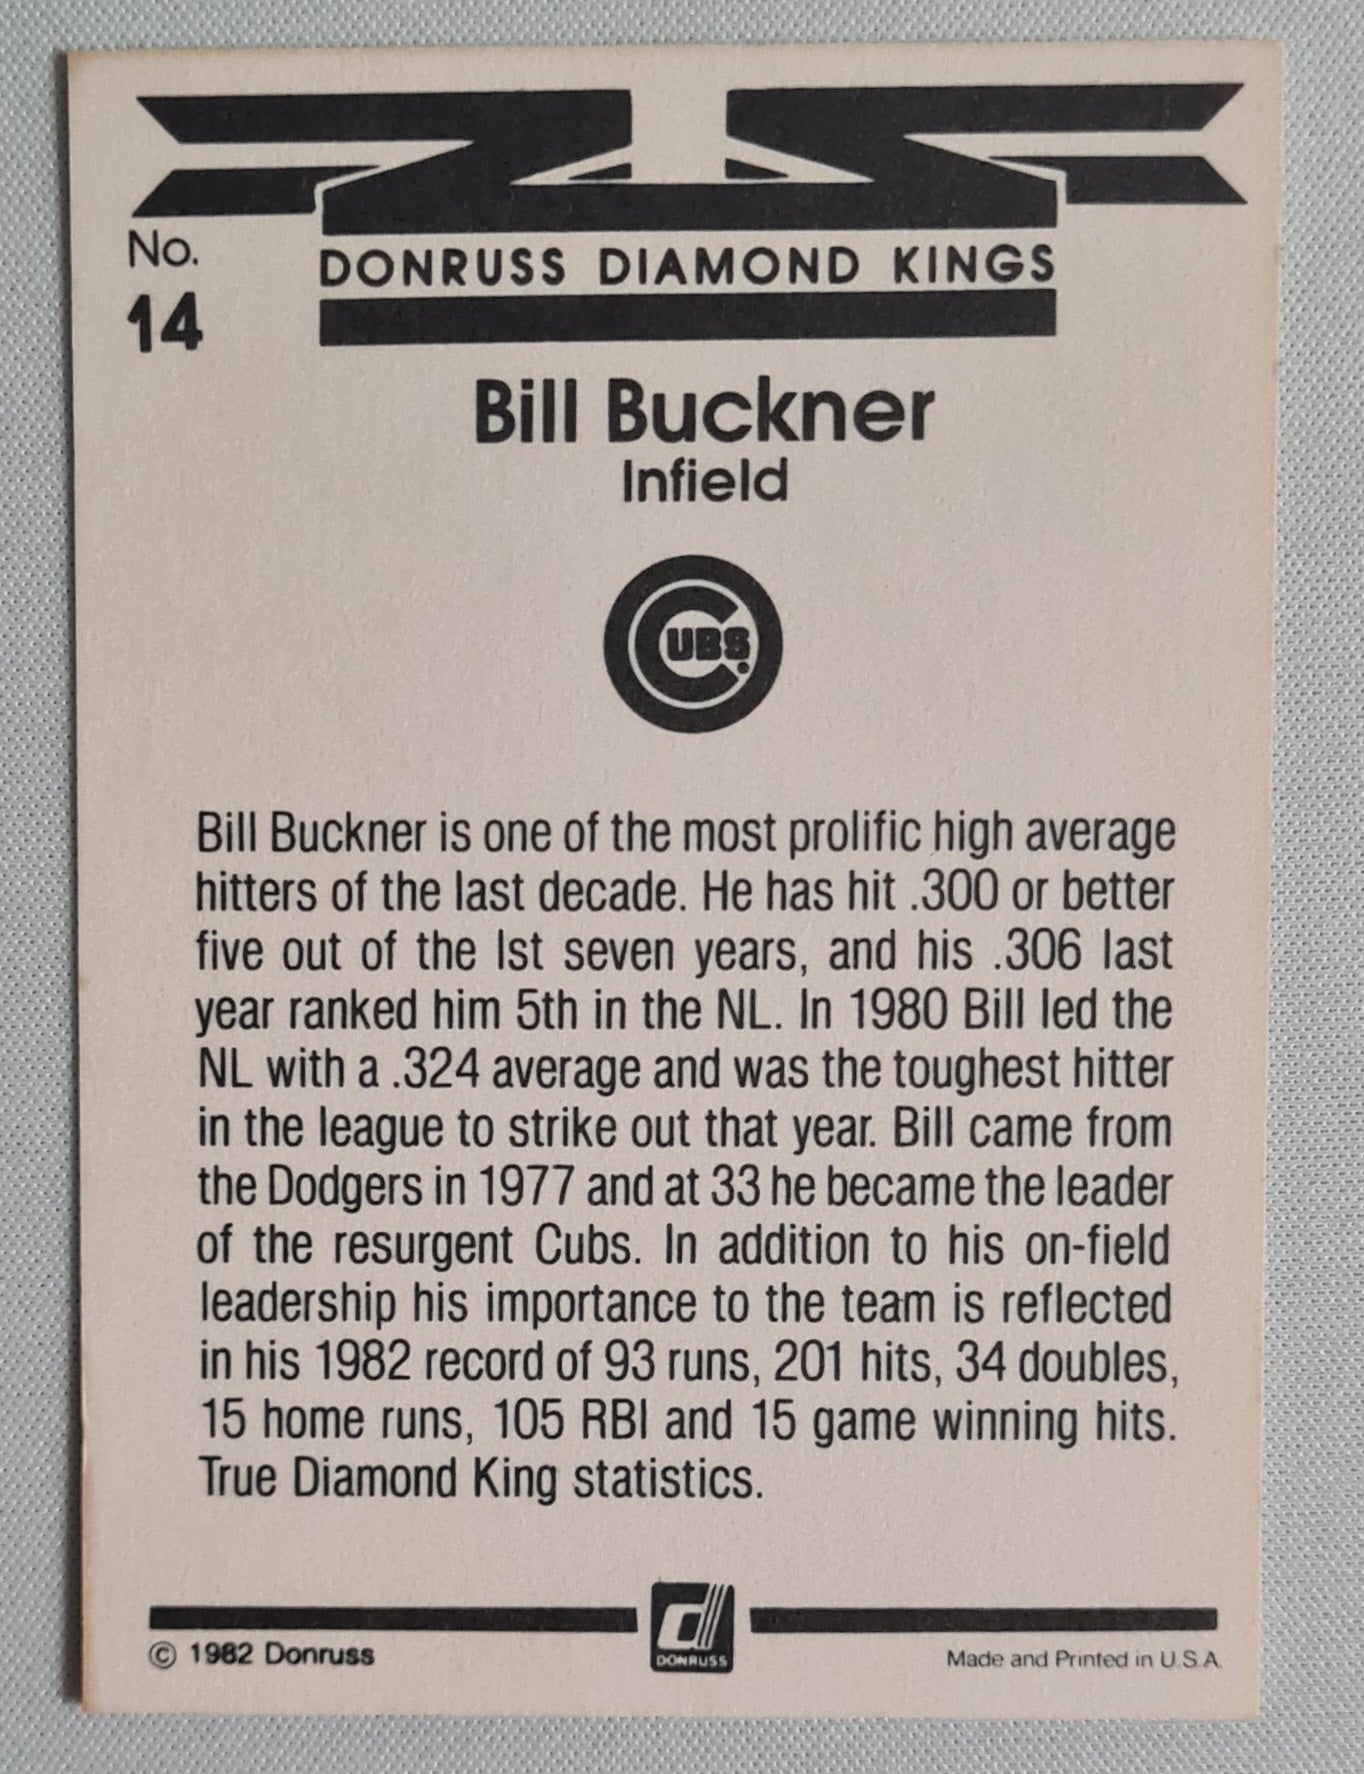 No.
14
DONRUSS DIAMOND KINGS
Bill Buckner
Infield
CUBS
Bill Buckner is one of the most prolific high average
hitters of the last decade. He has hit .300 or better
five out of the lst seven years, and his .306 last
year ranked him 5th in the NL. In 1980 Bill led the
NL with a .324 average and was the toughest hitter
in the league to strike out that year. Bill came from
the Dodgers in 1977 and at 33 he became the leader
of the resurgent Cubs. In addition to his on-field
leadership his importance to the team is reflected
in his 1982 record of 93 runs, 201 hits, 34 doubles,
15 home runs, 105 RBI and 15 game winning hits.
True Diamond King statistics.
© 1982 Donruss
DONRUSS
Made and Printed in U.S.A.